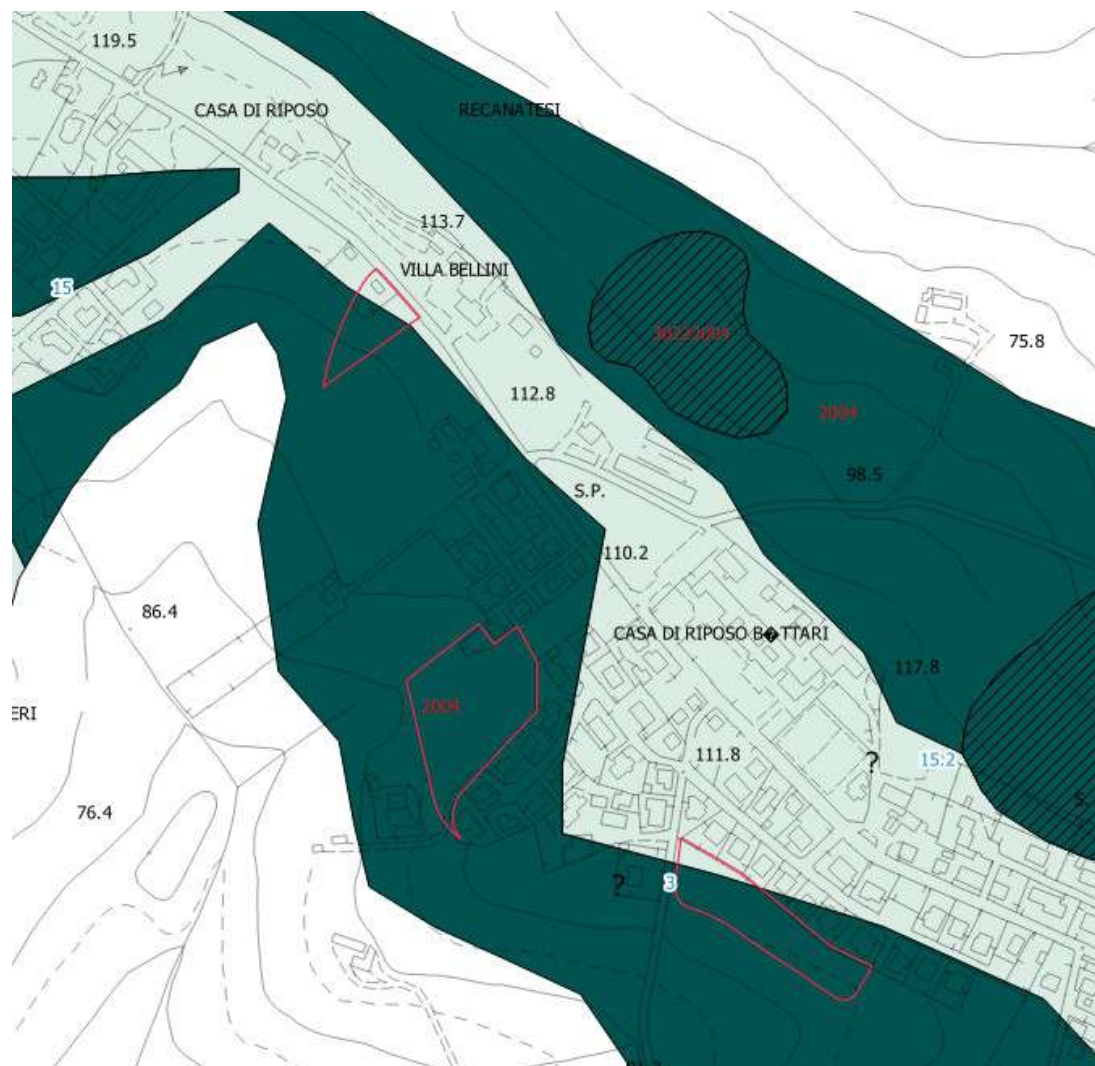 119.5
CASA DI RIPOSO
RECANATESI
113.7
VILLA BELLINI
15
75.8
112.8
2004
98.5
S.P.
110.2
86.4
CASA DI RIPOSO B�TTARI
117.8
2004
ERI
111.8
?
15.2
76.4
S.
?
3